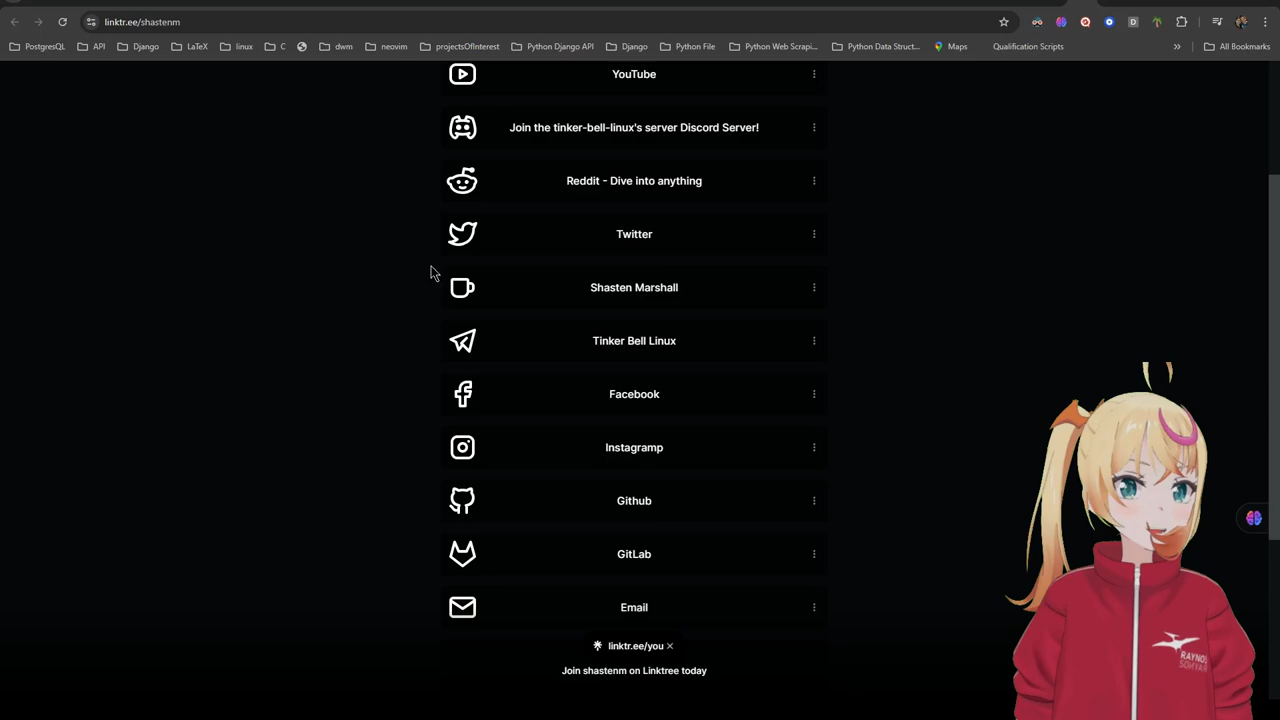 linktr.ee/shastenm
PostgresQL
API
Django
LaTeX
linux
C
dwm
neovim
projectsOfInterest
Python Django API
Django
Python File
Python Web Scrapi...
Python Data Struct...
Maps
Qualification Scripts
»
All Bookmarks
YouTube
Join the tinker-bell-linux's server Discord Server!
Reddit - Dive into anything
Twitter
Shasten Marshall
Tinker Bell Linux
Facebook
Instagramp
Github
GitLab
Email
linktr.ee/you
Join shastenm on Linktree today